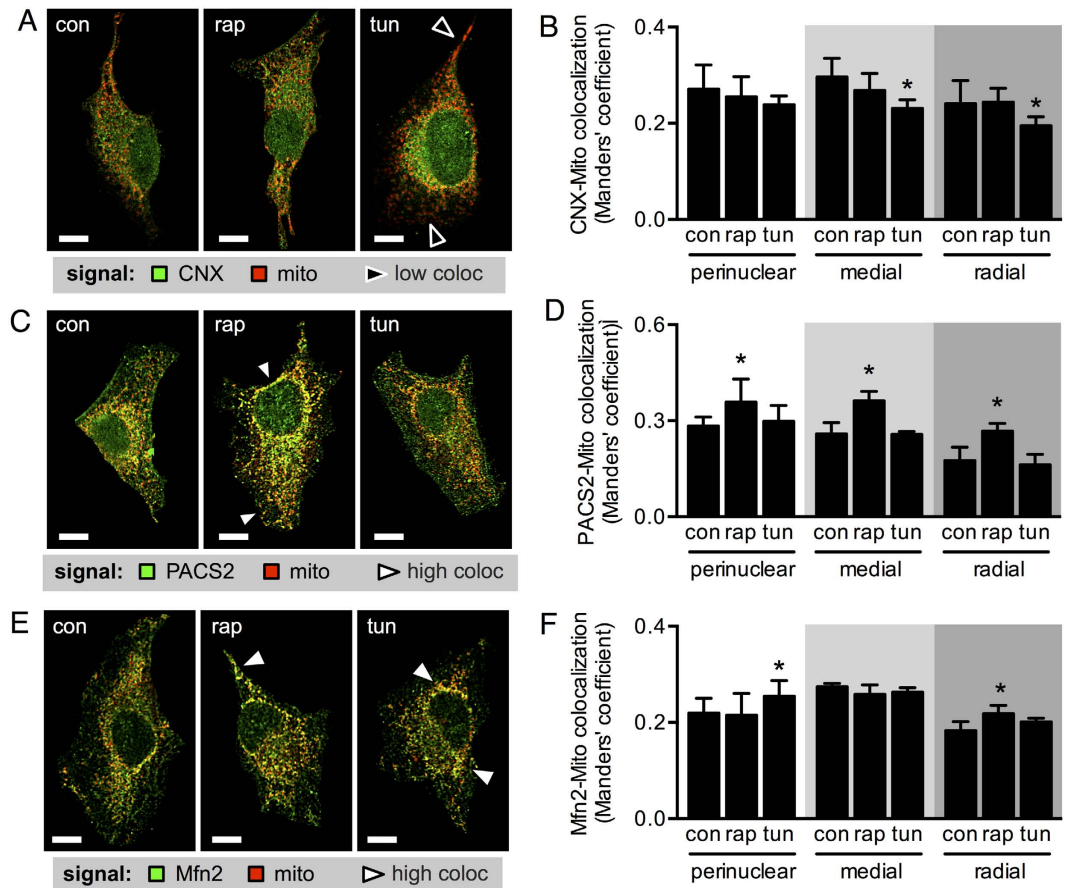 A
con
rap
tun
signal: CNX mito low coloc
B
CNX-Mito colocalization
(Manders' coefficient)
0.4
0.2
0.0
*
*
con rap tun con rap tun con rap tun
perinuclear medial radial
C
con
rap
tun
signal: PACS2 mito high coloc
D
PACS2-Mito colocalization
(Manders' coefficient)Ì
0.6
0.3
0.0
*
*
*
con rap tun con rap tun con rap tun
perinuclear medial radial
E
con
rap
tun
signal: Mfn2 mito high coloc
F
Mfn2-Mito colocalization
(Manders' coefficient)
0.4
0.2
0.0
*
*
con rap tun con rap tun con rap tun
perinuclear medial radial